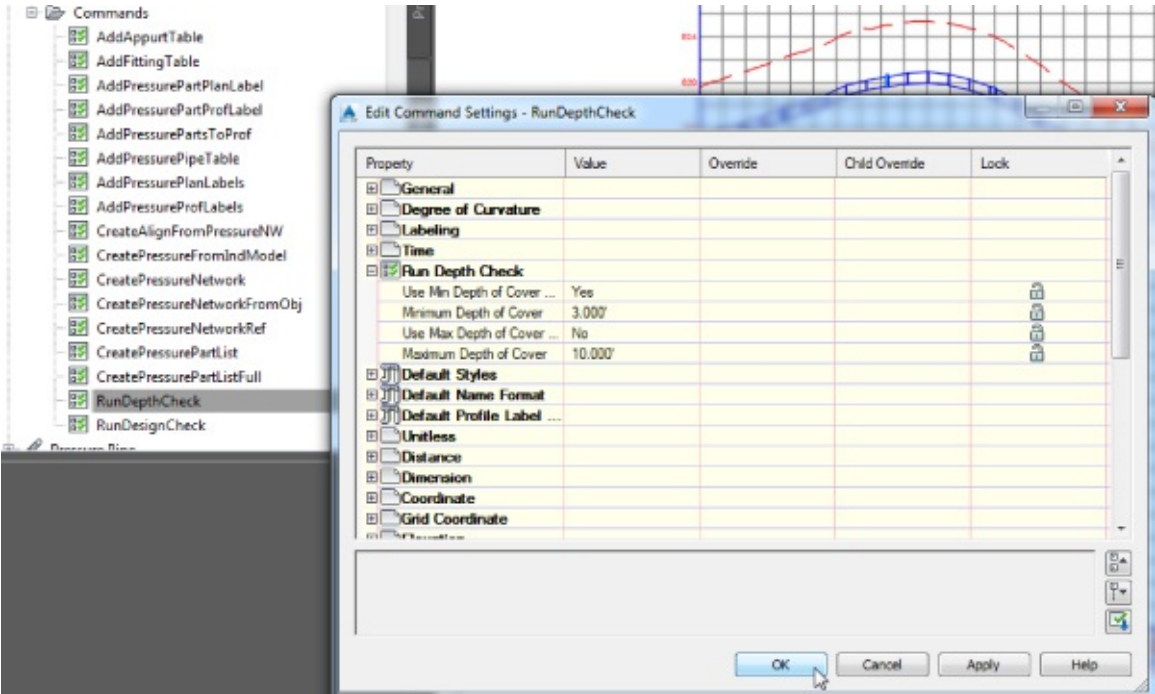 Commands
AddAppurtTable
AddFittingTable
AddPressurePartPlanLabel
AddPressurePartProfLabel
AddPressurePartsToProf
AddPressurePipeTable
AddPressurePlanLabels
AddPressureProfLabels
CreateAlignFromPressureNW
CreatePressureFromIndModel
CreatePressureNetwork
CreatePressureNetworkFromObj
CreatePressureNetworkRef
CreatePressurePartList
CreatePressurePartListFull
RunDepthCheck
RunDesignCheck
824
820
Edit Command Settings - RunDepthCheck
Property Value Override Child Override Lock
General
Degree of Curvature
Labeling
Time
Run Depth Check
Use Min Depth of Cover ... Yes
Minimum Depth of Cover 3.000'
Use Max Depth of Cover ... No
Maximum Depth of Cover 10.000'
Default Styles
Default Name Format
Default Profile Label ...
Unitless
Distance
Dimension
Coordinate
Grid Coordinate
OK Cancel Apply Help